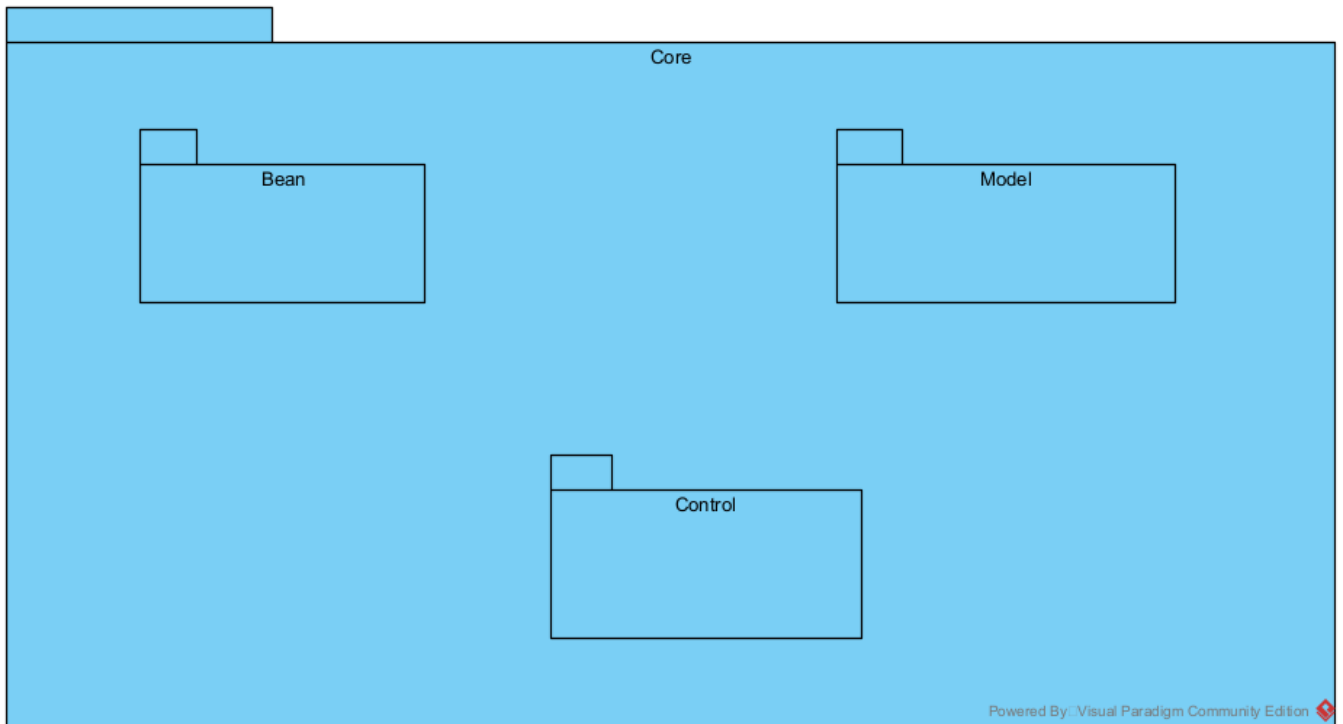 Core
Bean
Model
Control
Powered By Visual Paradigm Community Edition